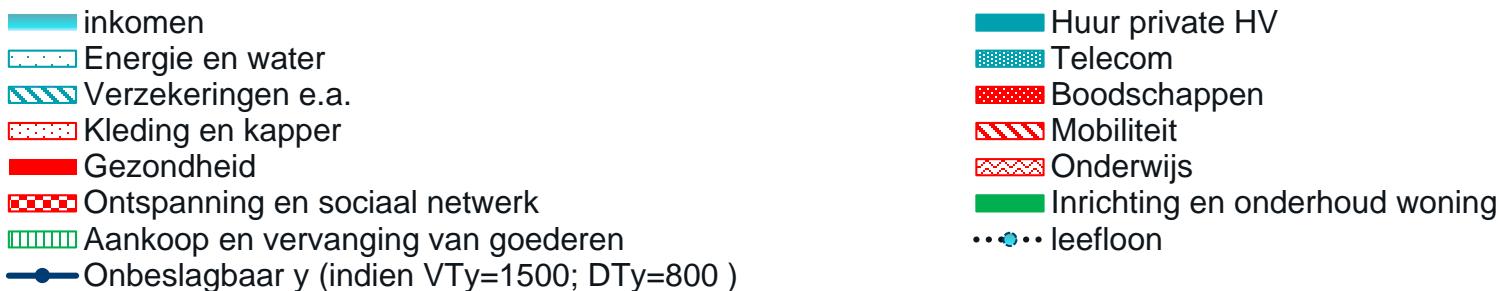 inkomen
Huur private HV
Energie en water
Telecom
Verzekeringen e.a.
Boodschappen
Kleding en kapper
Mobiliteit
Gezondheid
Onderwijs
Ontspanning en sociaal netwerk
Inrichting en onderhoud woning
Aankoop en vervanging van goederen
leefloon
Onbeslagbaar y (indien VTy=1500; DTy=800 )